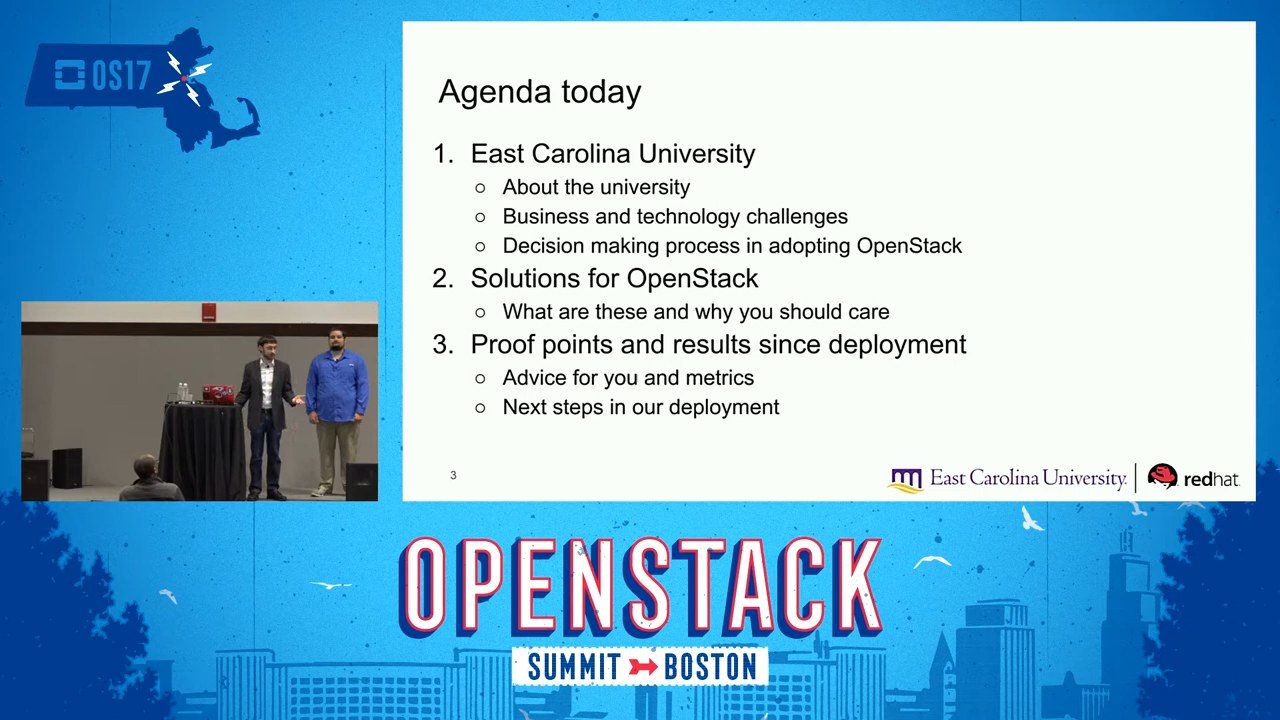 OS17
Agenda today
1. East Carolina University
○ About the university
○ Business and technology challenges
○ Decision making process in adopting OpenStack
2. Solutions for OpenStack
○ What are these and why you should care
3. Proof points and results since deployment
○ Advice for you and metrics
○ Next steps in our deployment
3
East Carolina University.
redhat.
OPENSTACK
SUMMIT BOSTON